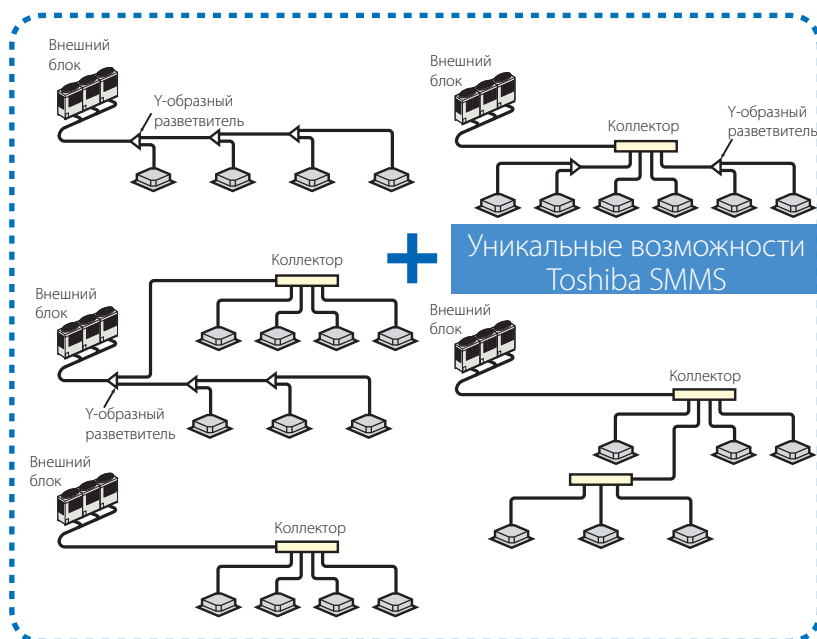 Внешний
блок
Y-образный
разветвитель
Внешний
блок
Коллектор
Y-образный
разветвитель
Уникальные возможности
Toshiba SMMS
Коллектор
Внешний
блок
Y-образный
разветвитель
Внешний
блок
Коллектор
Внешний
блок
Коллектор